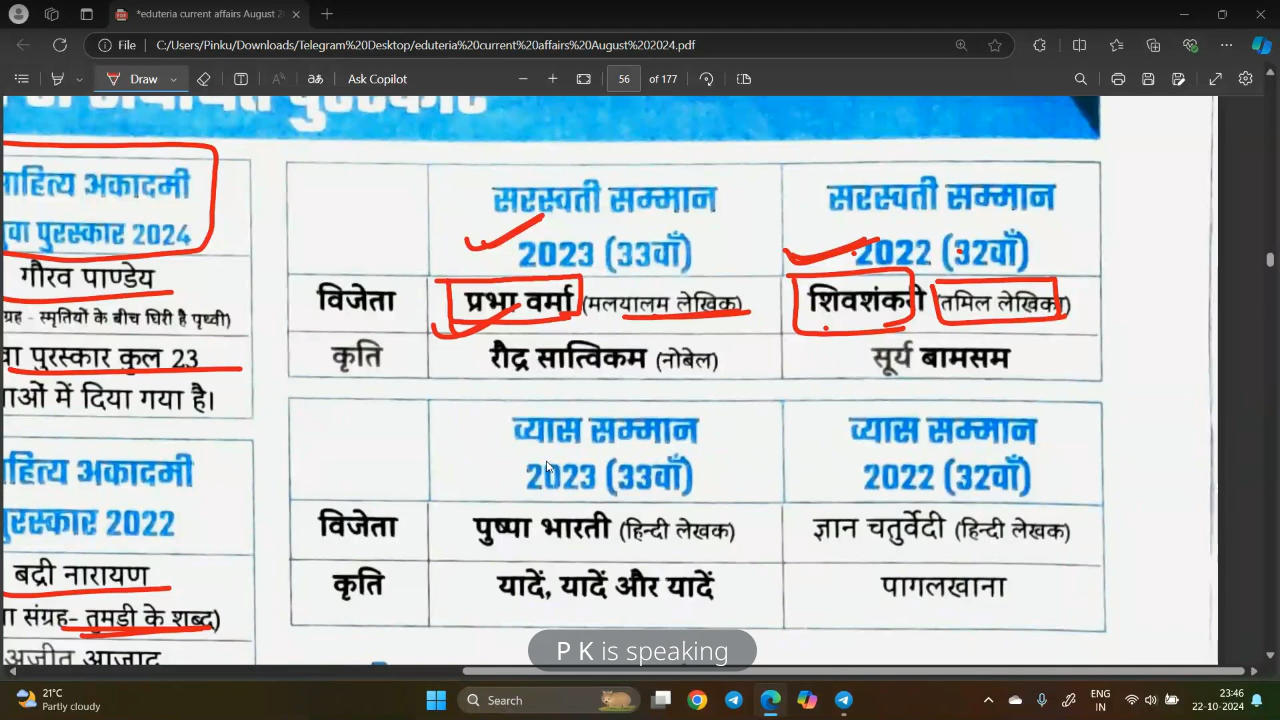 *eduteria current affairs August 2
File
C:/Users/Pinku/Downloads/Telegram%20Desktop/eduteria%20current%20affairs%20August%202024.pdf
Draw
Ask Copilot
56 of 177
पुरस्कार
अकादमी
पुरस्कार 2024
गौरव पाण्डेय
स्मृतियों के बीच घिरी है पृथ्वी)
पुरस्कार कुल 23
में दिया गया है।
अकादमी
2022
बद्री नारायण
संग्रह- तुमडी के शब्द)
अजीत आजाद
सरस्वती सम्मान 2023 (33वाँ)
सरस्वती सम्मान 2022 (32वाँ)
विजेता प्रभा वर्मा (मलयालम लेखिक) शिवशंकरी (तमिल लेखिका)
कृति रौद्र सात्विकम (नोबेल) सूर्य बामसम
व्यास सम्मान 2023 (33वाँ)
व्यास सम्मान 2022 (32वाँ)
विजेता पुष्पा भारती (हिन्दी लेखक) ज्ञान चतुर्वेदी (हिन्दी लेखक)
कृति यादें, यादें और यादें पागलखाना
P K is speaking
21°C
Partly cloudy
Search
ENG
IN
23:46
22-10-2024